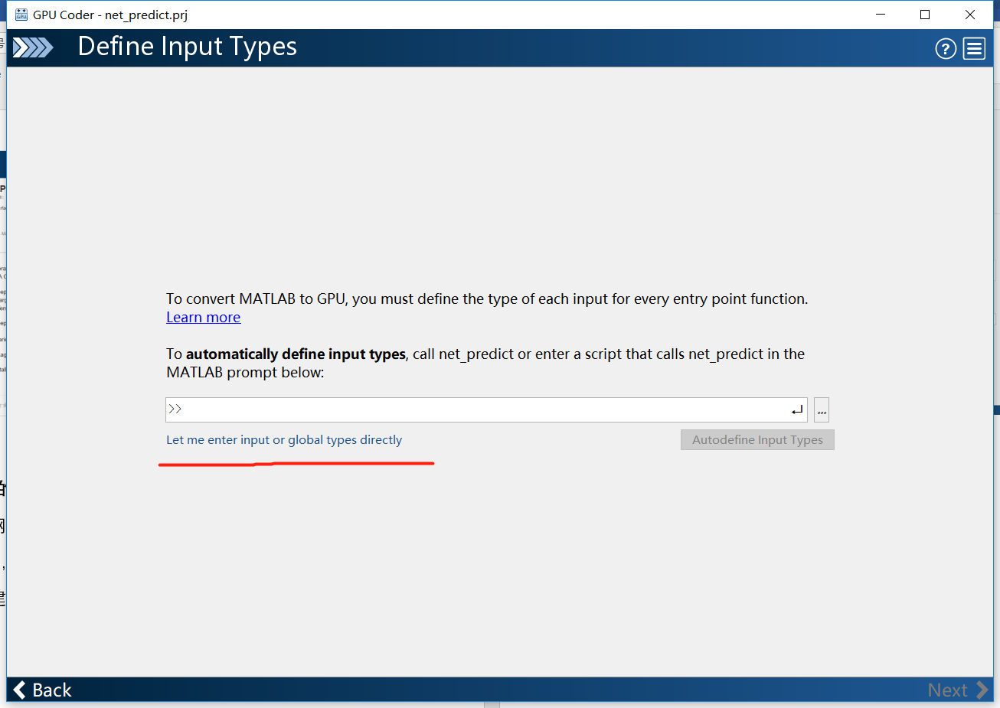 GPU Coder - net_predict.prj
Define Input Types
To convert MATLAB to GPU, you must define the type of each input for every entry point function.
Learn more
To automatically define input types, call net_predict or enter a script that calls net_predict in the
MATLAB prompt below:
>>
...
Let me enter input or global types directly
Autodefine Input Types
Back
Next